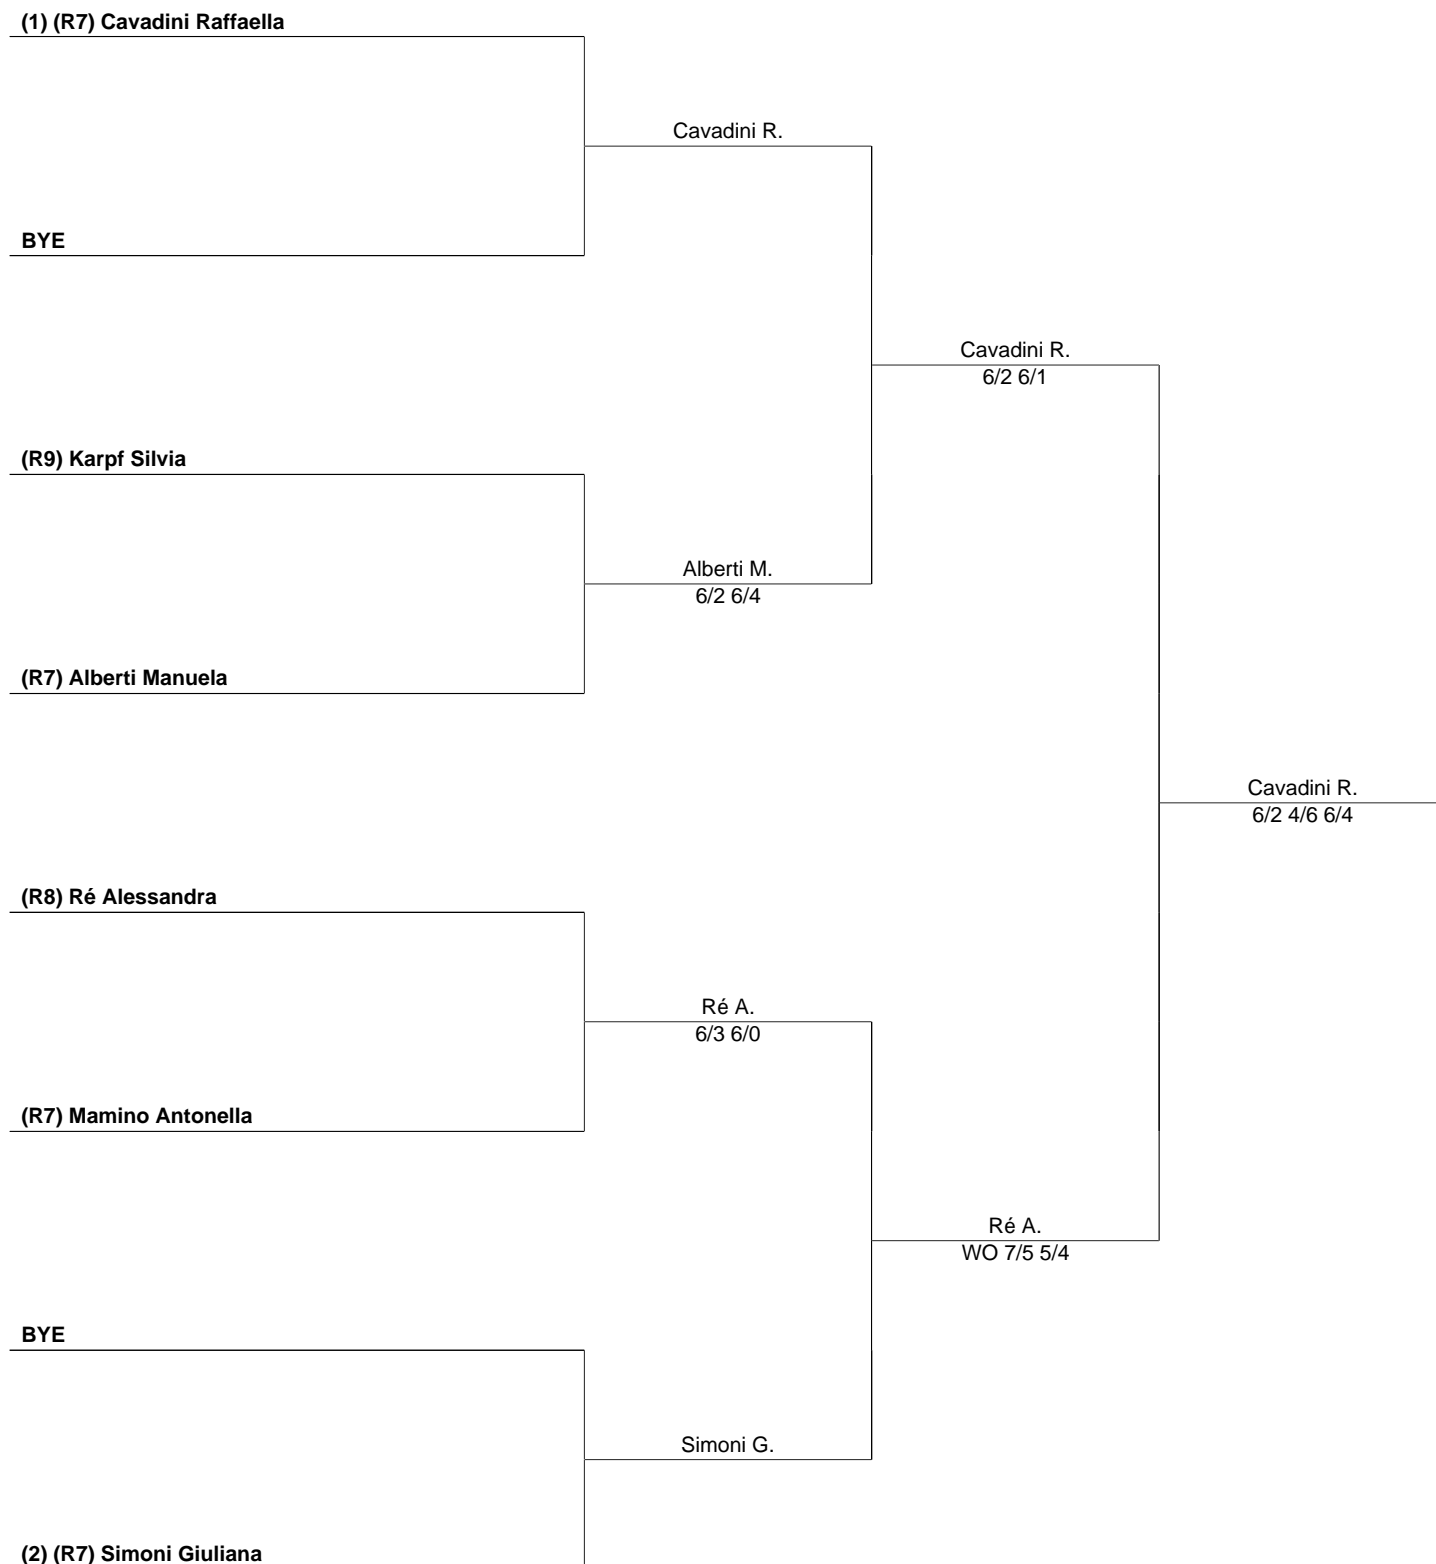 (1) (R7) Cavadini Raffaella
Cavadini R.
BYE
Cavadini R.
6/2 6/1
(R9) Karpf Silvia
Alberti M.
6/2 6/4
(R7) Alberti Manuela
Cavadini R.
6/2 4/6 6/4
(R8) Ré Alessandra
Ré A.
6/3 6/0
(R7) Mamino Antonella
Ré A.
WO 7/5 5/4
BYE
Simoni G.
(2) (R7) Simoni Giuliana